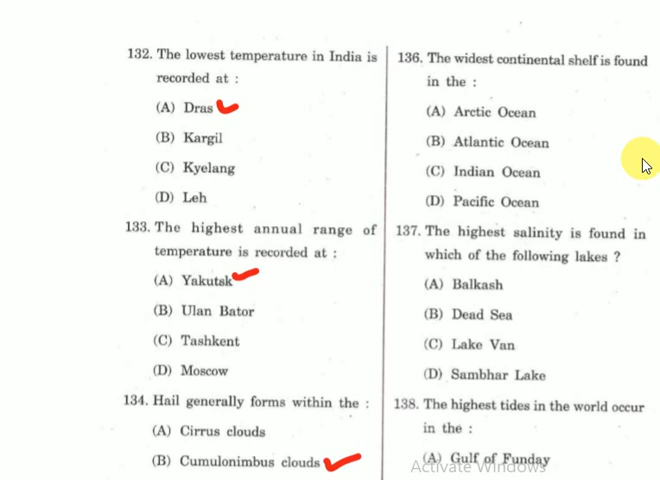 132. The lowest temperature in India is
recorded at :
(A) Dras
(B) Kargil
(C) Kyelang
(D) Leh
133. The highest annual range of
temperature is recorded at :
(A) Yakutsk
(B) Ulan Bator
(C) Tashkent
(D) Moscow
134. Hail generally forms within the :
(A) Cirrus clouds
(B) Cumulonimbus clouds
136. The widest continental shelf is found
in the :
(A) Arctic Ocean
(B) Atlantic Ocean
(C) Indian Ocean
(D) Pacific Ocean
137. The highest salinity is found in
which of the following lakes ?
(A) Balkash
(B) Dead Sea
(C) Lake Van
(D) Sambhar Lake
138. The highest tides in the world occur
in the :
(A) Gulf of Funday
Activate Windows